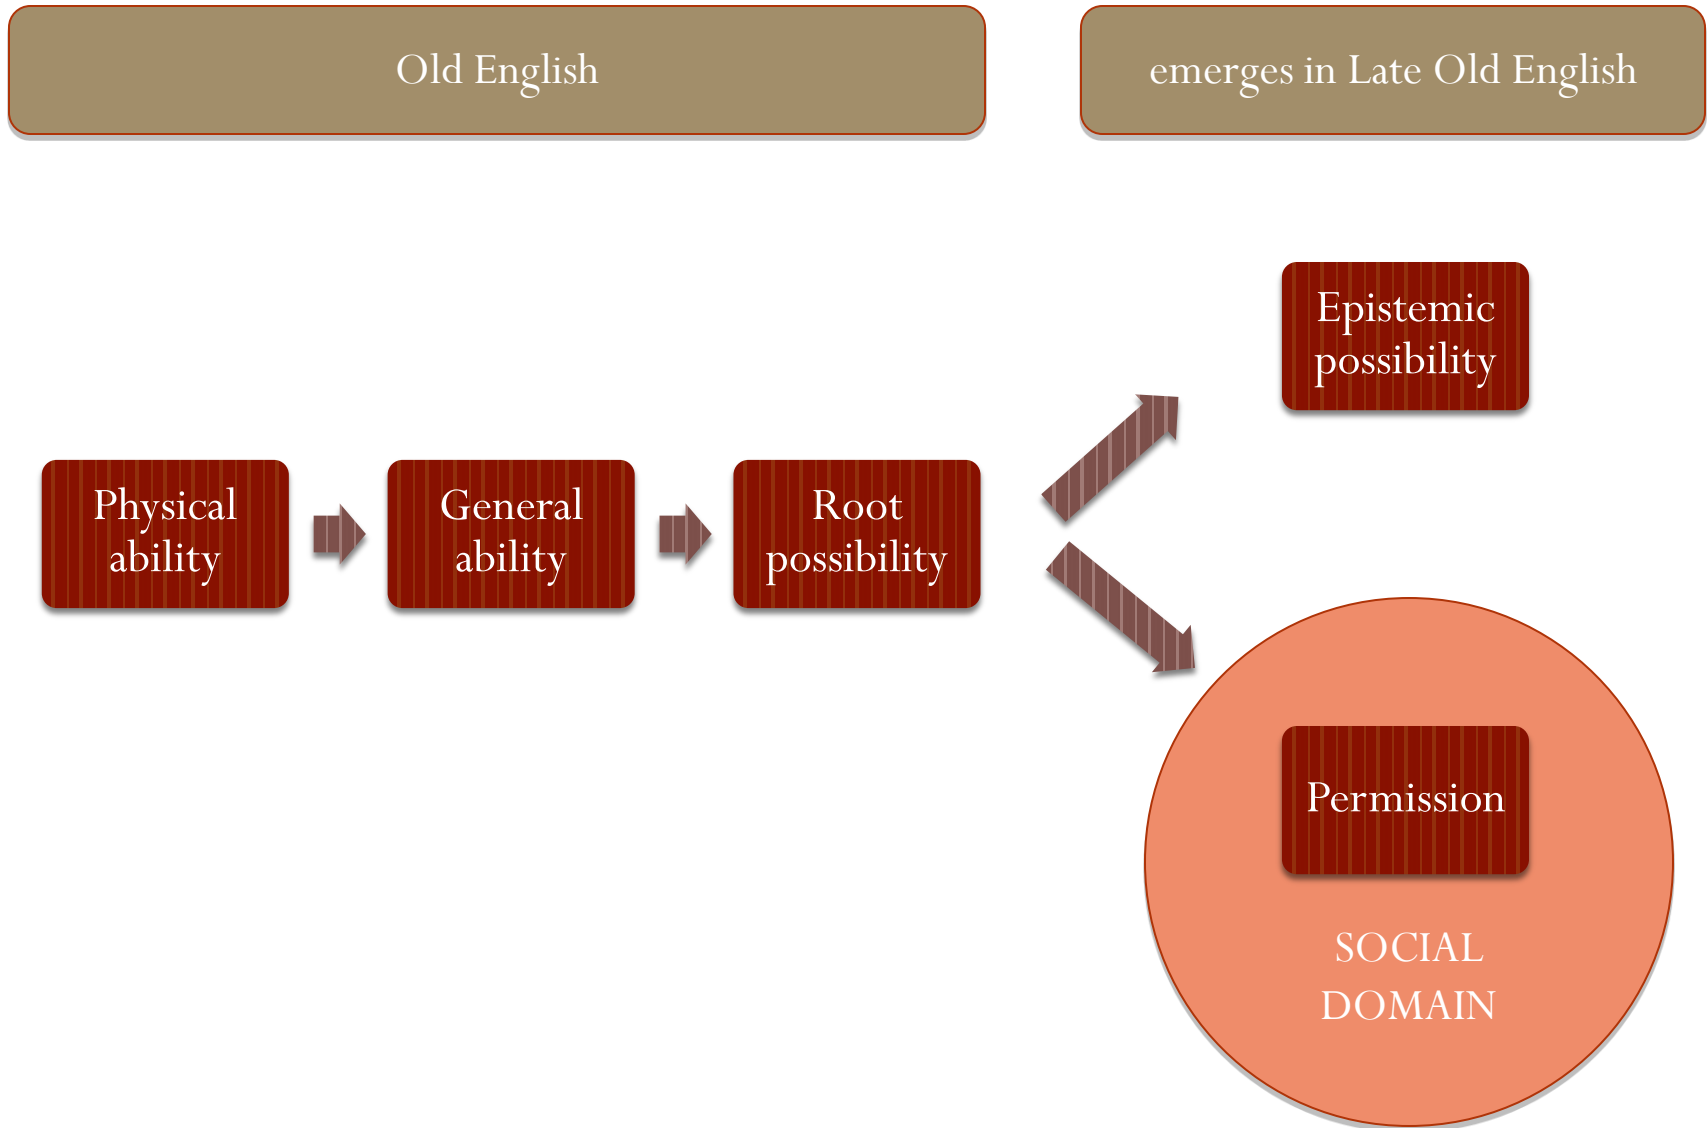 Old English
emerges in Late Old English
Epistemic
possibility
Physical
ability
General
ability
Root
possibility
Permission
SOCIAL
DOMAIN